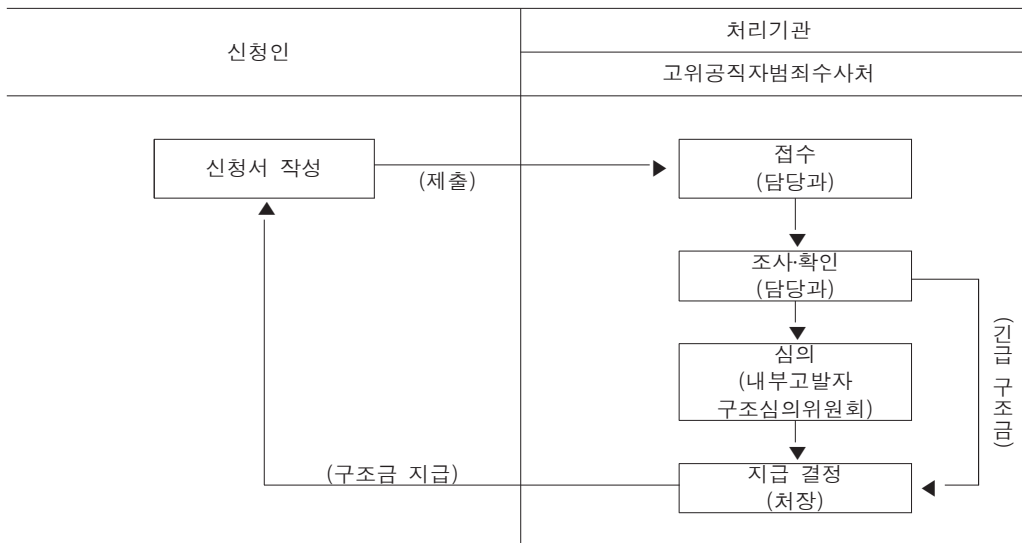 신청인
처리기관
고위공직자범죄수사처
신청서 작성
(제출)
접수
(담당과)
조사·확인
(담당과)
(긴급 구조금)
심의
(내부고발자
구조심의위원회)
(구조금 지급)
지급 결정
(처장)